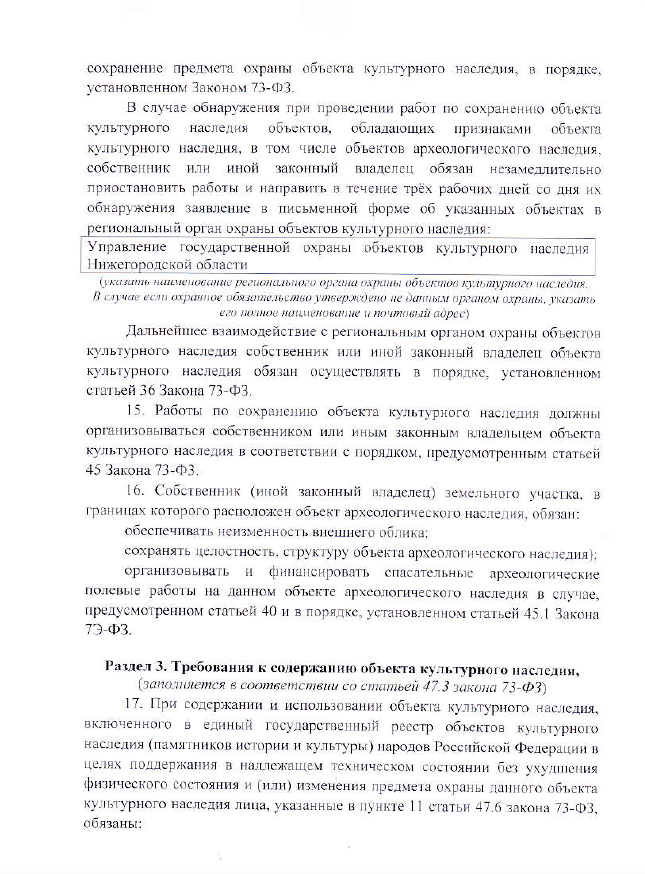 сохранение предмета охраны объекта культурного наследия, в порядке,
установленном Законом 73-ФЗ.
В случае обнаружения при проведении работ по сохранению объекта
культурного наследия объектов, обладающих признаками объекта
культурного наследия, в том числе объектов археологического наследия,
собственник или иной законный владелец обязан незамедлительно
приостановить работы и направить в течение трёх рабочих дней со дня их
обнаружения заявление в письменной форме об указанных объектах в
региональный орган охраны объектов культурного наследия:
Управление государственной охраны объектов культурного наследия
Нижегородской области
(указать наименование регионального органа охраны объектов культурного наследия.
В случае если охранное обязательство утверждено не данным органом охраны, указать
его полное наименование и почтовый адрес)
Дальнейшее взаимодействие с региональным органом охраны объектов
культурного наследия собственник или иной законный владелец объекта
культурного наследия обязан осуществлять в порядке, установленном
статьей 36 Закона 73-ФЗ.
15. Работы по сохранению объекта культурного наследия должны
организовываться собственником или иным законным владельцем объекта
культурного наследия в соответствии с порядком, предусмотренным статьей
45 Закона 73-ФЗ.
16. Собственник (иной законный владелец) земельного участка, в
границах которого расположен объект археологического наследия, обязан:
обеспечивать неизменность внешнего облика;
сохранять целостность, структуру объекта археологического наследия);
организовывать и финансировать спасательные археологические
полевые работы на данном объекте археологического наследия в случае,
предусмотренном статьей 40 и в порядке, установленном статьей 45.1 Закона
7Э-ФЗ.
Раздел 3. Требования к содержанию объекта культурного наследия,
(заполняется в соответствии со статьей 47.3 закона 73-ФЗ)
17. При содержании и использовании объекта культурного наследия,
включенного в единый государственный реестр объектов культурного
наследия (памятников истории и культуры) народов Российской Федерации в
целях поддержания в надлежащем техническом состоянии без ухудшения
физического состояния и (или) изменения предмета охраны данного объекта
культурного наследия лица, указанные в пункте 11 статьи 47.6 закона 73-ФЗ,
обязаны: